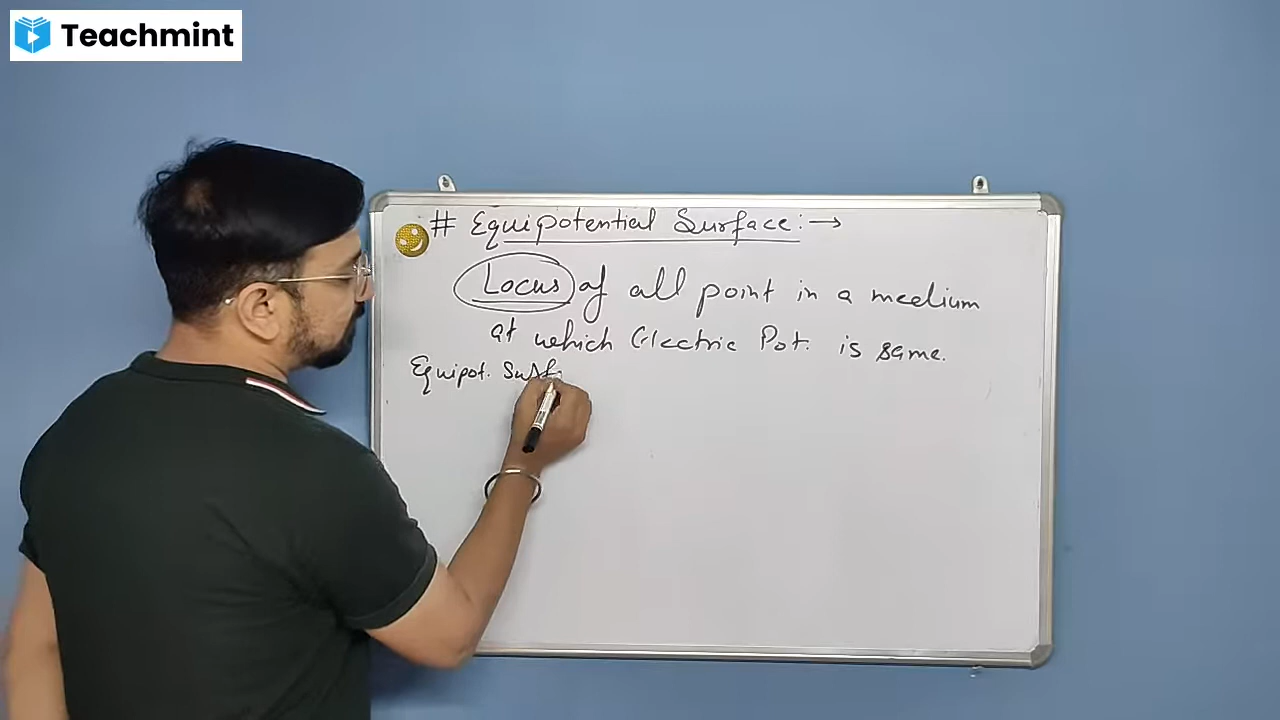 Teachmint
# Equipotential Surface:→
Locus of all point in a medium
at which Electric Pot. is same.
Equipot. Surf